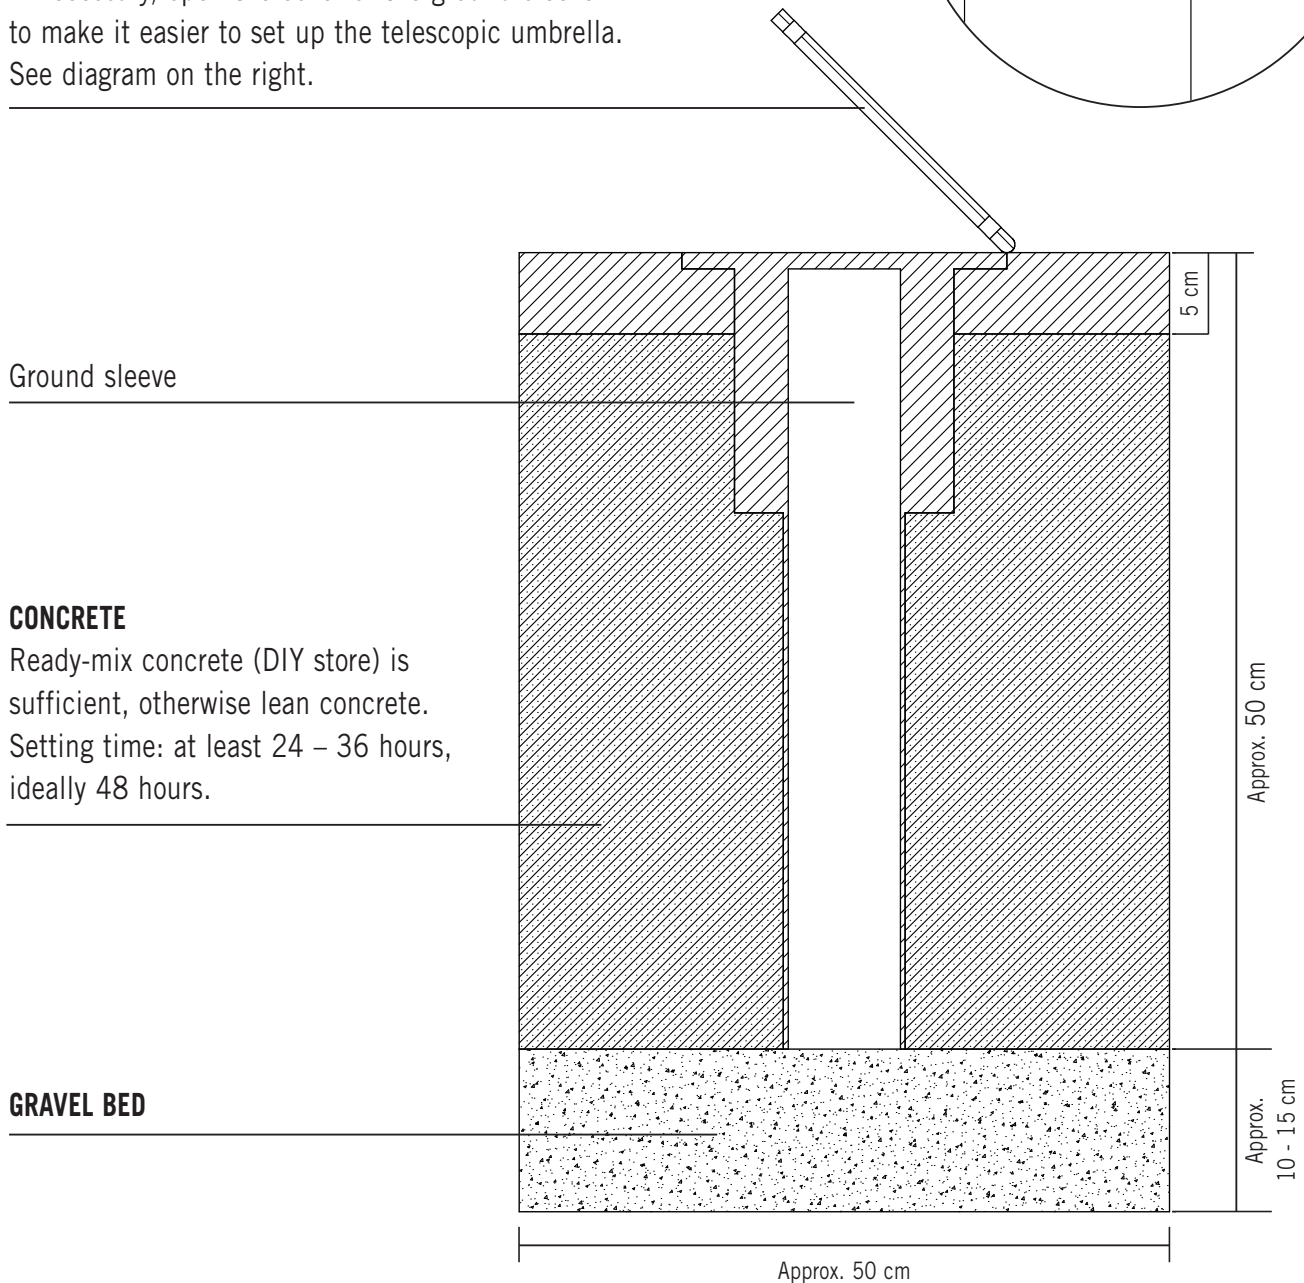 to make it easier to set up the telescopic umbrella.
See diagram on the right.
5 cm
Ground sleeve
CONCRETE
Ready-mix concrete (DIY store) is
sufficient, otherwise lean concrete.
Setting time: at least 24 – 36 hours,
ideally 48 hours.
Approx. 50 cm
GRAVEL BED
Approx.
10 - 15 cm
Approx. 50 cm